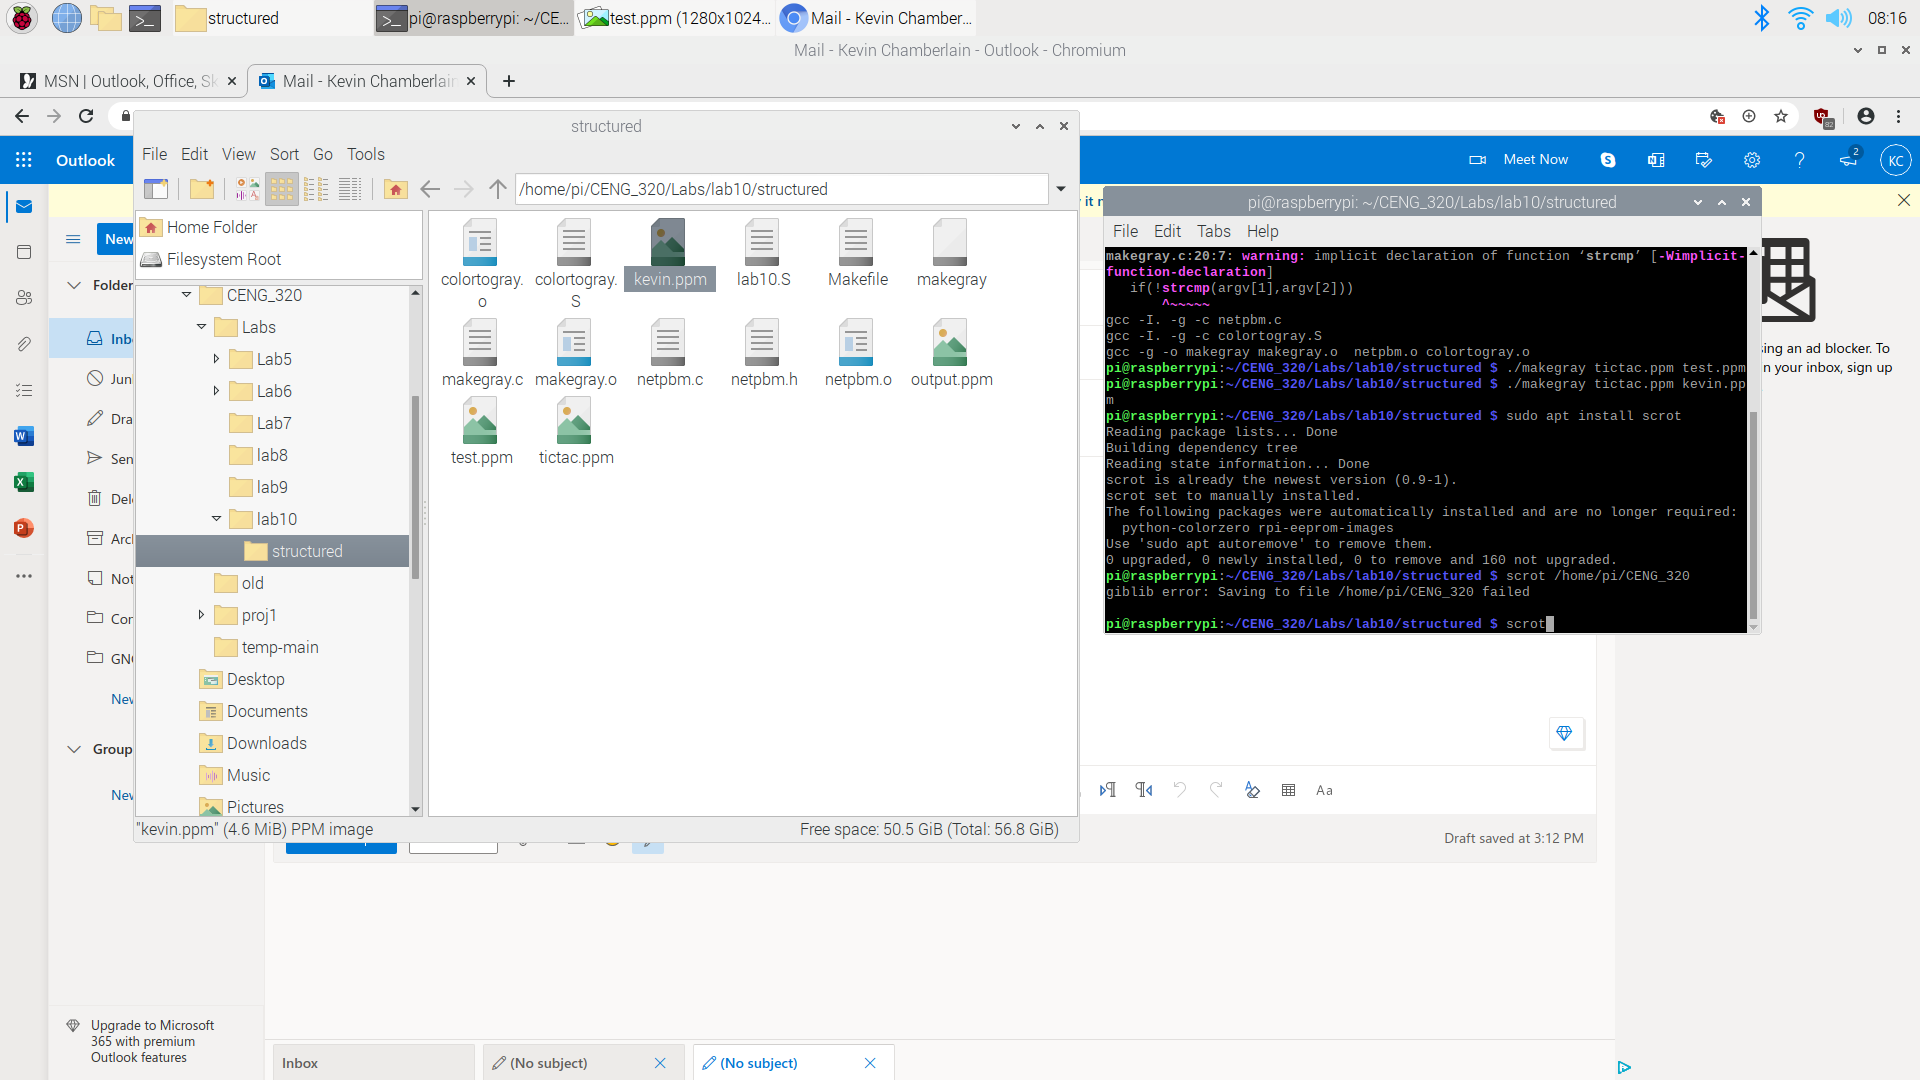 structured
pi@raspberrypi: ~/CE...
test.ppm (1280x1024...
Mail - Kevin Chamber...
08:16
Mail - Kevin Chamberlain - Outlook - Chromium
MSN | Outlook, Office, Sk
Mail - Kevin Chamberlain
structured
File Edit View Sort Go Tools
/home/pi/CENG_320/Labs/lab10/structured
Outlook
Meet Now
2
KC
New
Home Folder
Filesystem Root
CENG_320
Labs
Lab5
Lab6
Lab7
lab8
lab9
lab10
structured
old
proj1
temp-main
Desktop
Documents
Downloads
Music
Pictures
colortogray.o
colortogray.S
kevin.ppm
lab10.S
Makefile
makegray
makegray.c
makegray.o
netpbm.c
netpbm.h
netpbm.o
output.ppm
test.ppm
tictac.ppm
"kevin.ppm" (4.6 MiB) PPM image
Free space: 50.5 GiB (Total: 56.8 GiB)
Folder
Inb
Jun
Dra
Sen
Del
Arc
Not
Con
GN
New
Group
New
Upgrade to Microsoft
365 with premium
Outlook features
pi@raspberrypi: ~/CENG_320/Labs/lab10/structured
File Edit Tabs Help
makegray.c:20:7: warning: implicit declaration of function ‘strcmp’ [-Wimplicit-
function-declaration]
if(!strcmp(argv[1],argv[2]))
^~~~~~
gcc -I. -g -c netpbm.c
gcc -I. -g -c colortogray.S
gcc -g -o makegray makegray.o netpbm.o colortogray.o
pi@raspberrypi:~/CENG_320/Labs/lab10/structured $ ./makegray tictac.ppm test.ppm
pi@raspberrypi:~/CENG_320/Labs/lab10/structured $ ./makegray tictac.ppm kevin.pp
m
pi@raspberrypi:~/CENG_320/Labs/lab10/structured $ sudo apt install scrot
Reading package lists... Done
Building dependency tree
Reading state information... Done
scrot is already the newest version (0.9-1).
scrot set to manually installed.
The following packages were automatically installed and are no longer required:
python-colorzero rpi-eeprom-images
Use 'sudo apt autoremove' to remove them.
0 upgraded, 0 newly installed, 0 to remove and 160 not upgraded.
pi@raspberrypi:~/CENG_320/Labs/lab10/structured $ scrot /home/pi/CENG_320
giblib error: Saving to file /home/pi/CENG_320 failed
pi@raspberrypi:~/CENG_320/Labs/lab10/structured $ scrot
it n
ing an ad blocker. To
n your inbox, sign up
Aa
Draft saved at 3:12 PM
Inbox
(No subject)
(No subject)